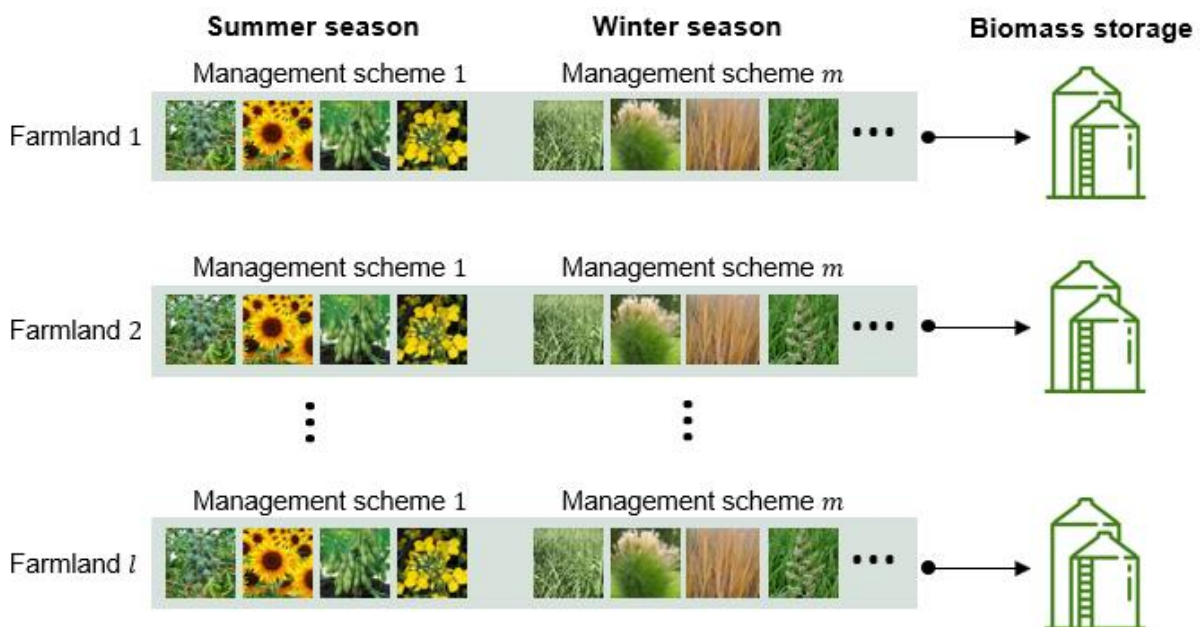 Summer season Winter season Biomass storage
Management scheme 1 Management scheme m
Farmland 1
Management scheme 1 Management scheme m
Farmland 2
Management scheme 1 Management scheme m
Farmland l